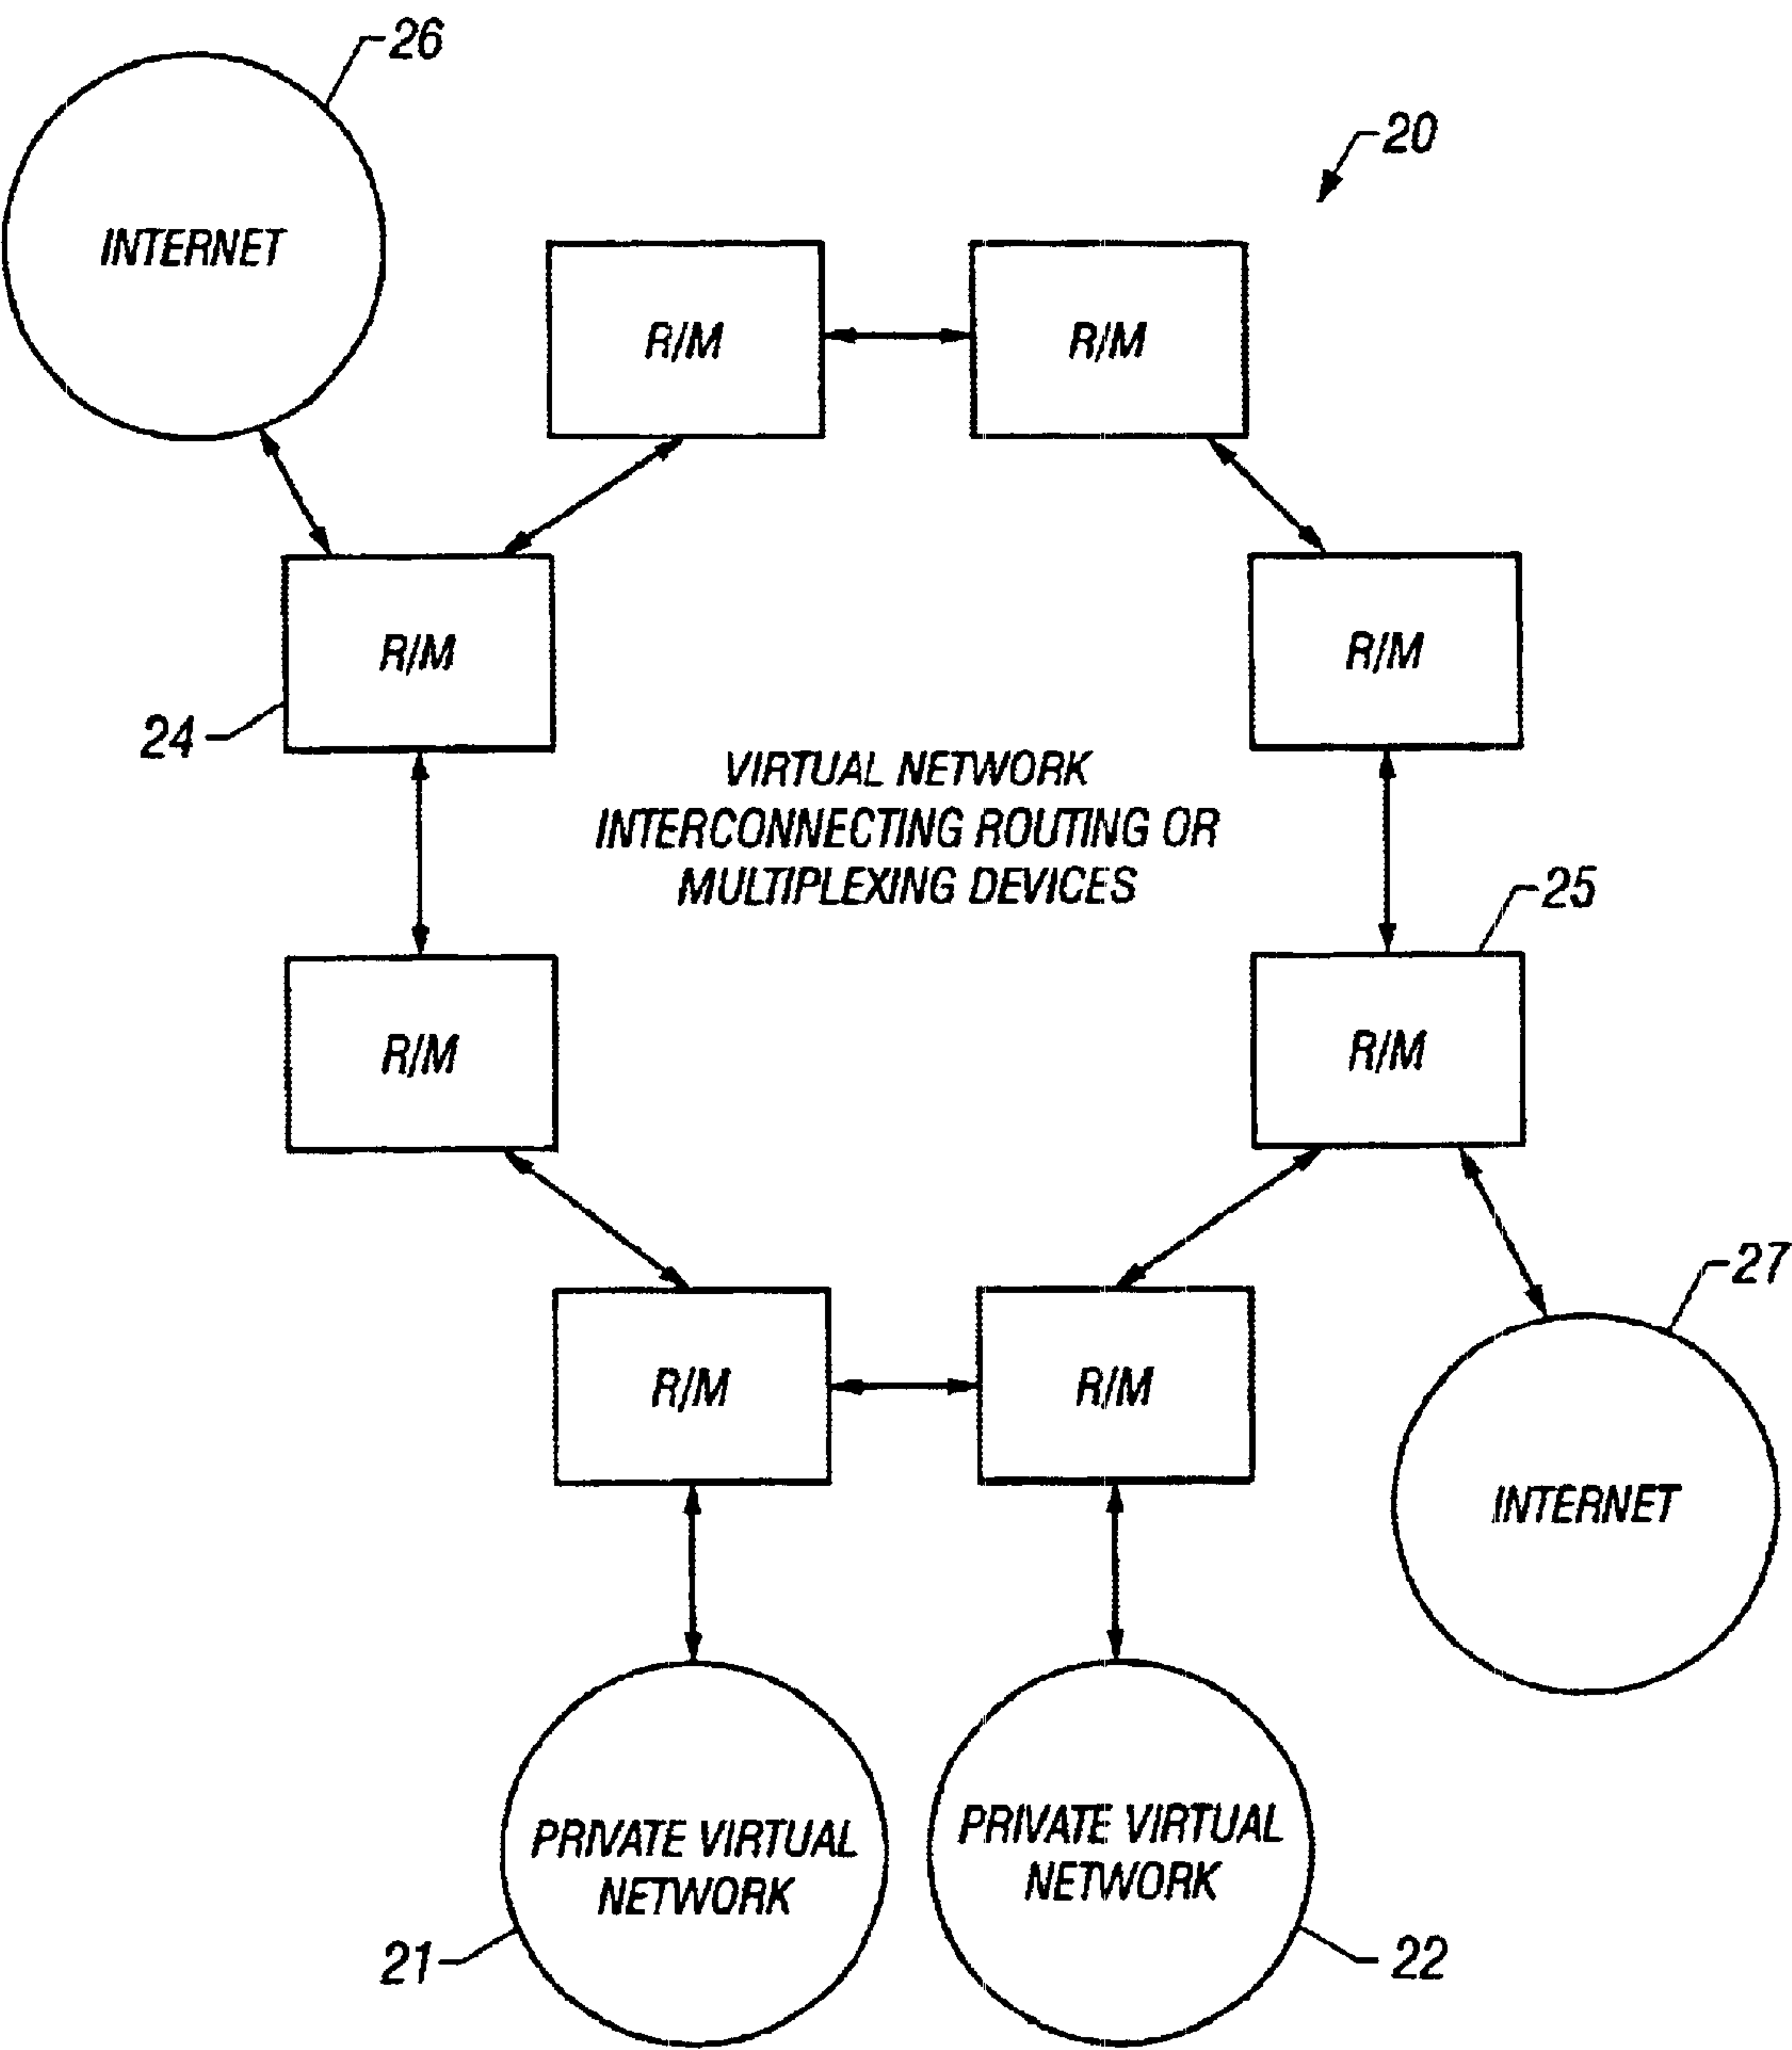 26
20
INTERNET
R/M
R/M
R/M
R/M
24
VIRTUAL NETWORK
INTERCONNECTING ROUTING OR
MULTIPLEXING DEVICES
25
R/M
R/M
27
R/M
R/M
INTERNET
PRIVATE VIRTUAL
NETWORK
PRIVATE VIRTUAL
NETWORK
21
22